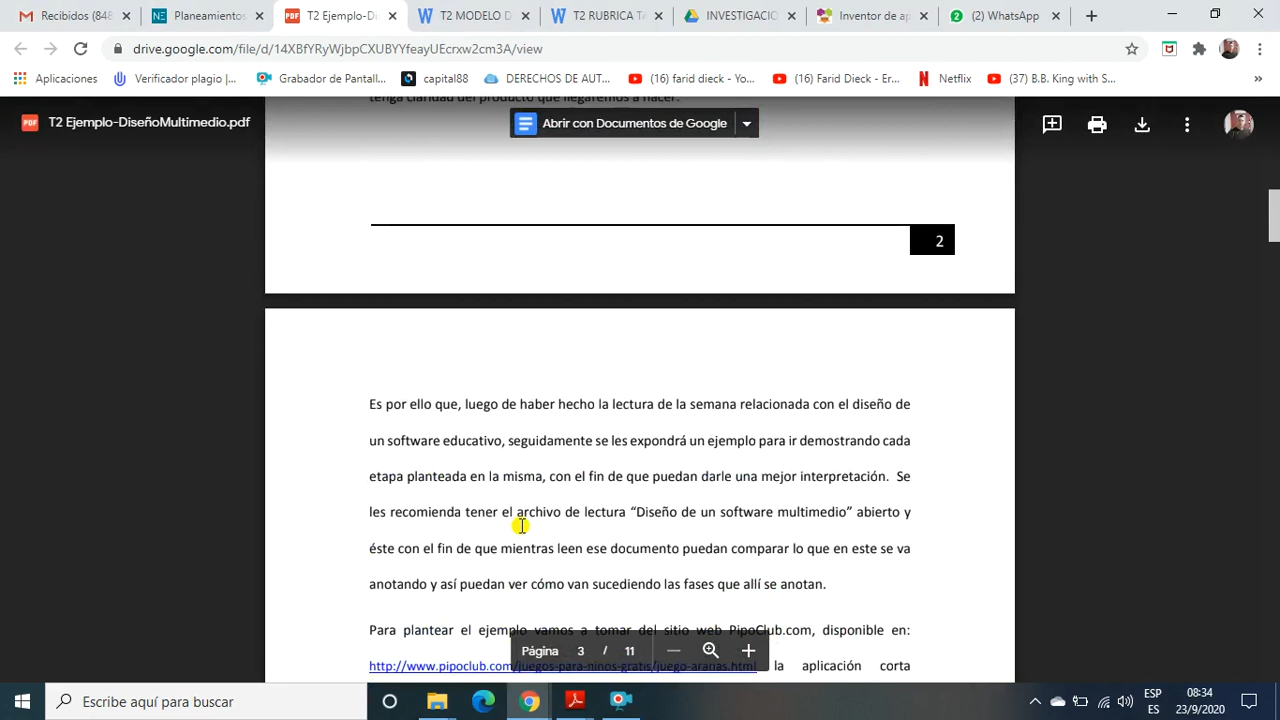 Recibidos (848
Planeamientos
T2 Ejemplo-Di
T2 MODELO D
T2 RUBRICA TA
INVESTIGACIO
Inventor de ap
(2) WhatsApp
drive.google.com/file/d/14XBfYRyWjbpCXUBYYfeayUEcrxw2cm3A/view
Aplicaciones
Verificador plagio |...
Grabador de Pantall...
capital88
DERECHOS DE AUT...
(16) farid dieck - Yo...
(16) Farid Dieck - Er...
Netflix
(37) B.B. King with S...
tenga claridad del producto que llegaremos a hacer.
T2 Ejemplo-DiseñoMultimedio.pdf
Abrir con Documentos de Google
2
Es por ello que, luego de haber hecho la lectura de la semana relacionada con el diseño de
un software educativo, seguidamente se les expondrá un ejemplo para ir demostrando cada
etapa planteada en la misma, con el fin de que puedan darle una mejor interpretación. Se
les recomienda tener el archivo de lectura “Diseño de un software multimedio” abierto y
éste con el fin de que mientras leen ese documento puedan comparar lo que en este se va
anotando y así puedan ver cómo van sucediendo las fases que allí se anotan.
Para plantear el ejemplo vamos a tomar del sitio web PipoClub.com, disponible en:
http://www.pipoclub.com/juegos-para-ninos-gratis/juego-aranas.html la aplicación corta
Página 3 / 11
Escribe aquí para buscar
ESP
ES
08:34
23/9/2020